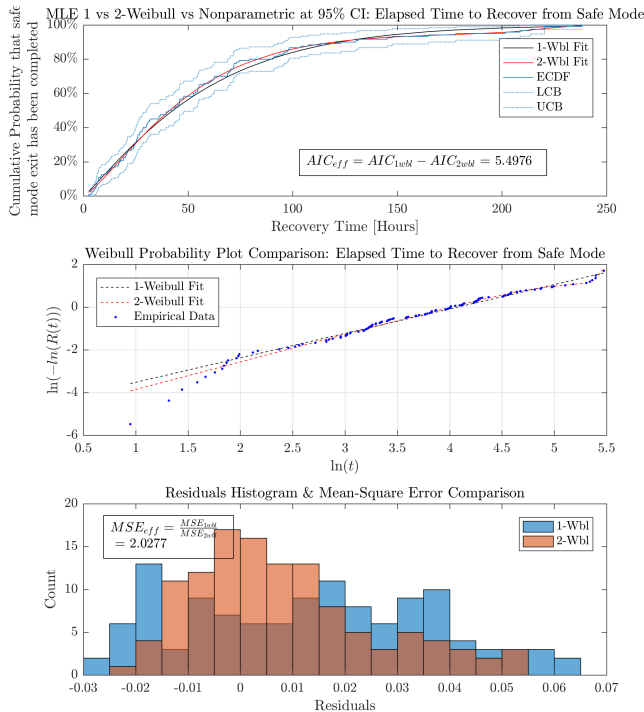 MLE 1 vs 2-Weibull vs Nonparametric at 95% CI: Elapsed Time to Recover from Safe Mode
Cumulative Probability that safe
mode exit has been completed
100%
80%
60%
40%
20%
0%
1-Wbl Fit
2-Wbl Fit
ECDF
LCB
UCB
AIC_eff = AIC_1wbl − AIC_2wbl = 5.4976
0 50 100 150 200 250
Recovery Time [Hours]
Weibull Probability Plot Comparison: Elapsed Time to Recover from Safe Mode
ln(−ln(R(t)))
2
0
-2
-4
-6
1-Weibull Fit
2-Weibull Fit
Empirical Data
0.5 1 1.5 2 2.5 3 3.5 4 4.5 5 5.5
ln(t)
Residuals Histogram & Mean-Square Error Comparison
Count
20
15
10
5
0
MSE_eff = MSE_1wbl / MSE_2wbl
= 2.0277
1-Wbl
2-Wbl
-0.03 -0.02 -0.01 0 0.01 0.02 0.03 0.04 0.05 0.06 0.07
Residuals